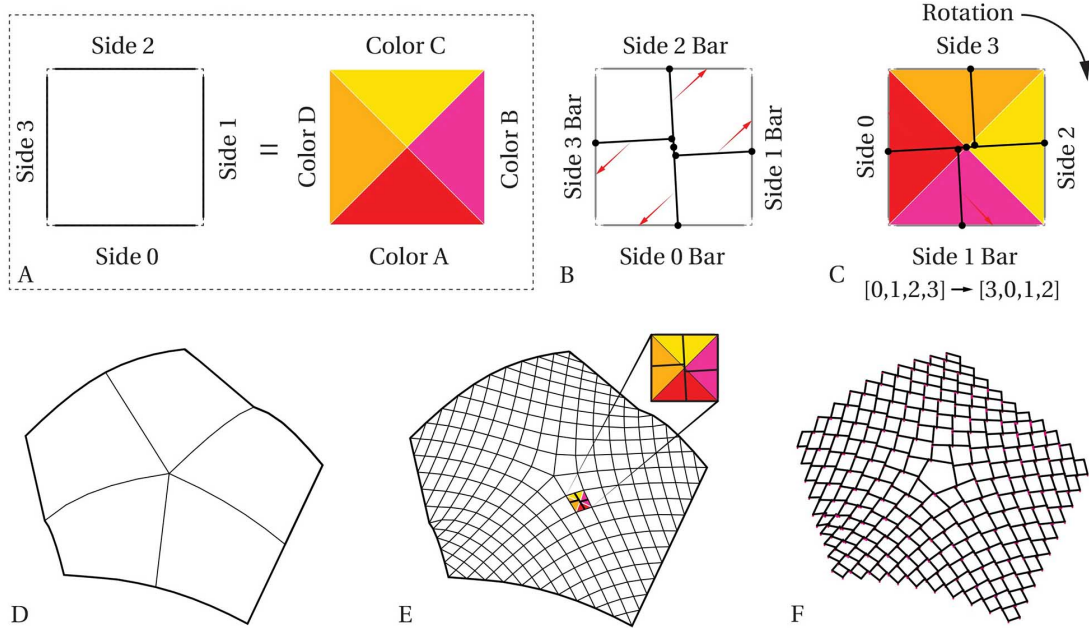 Side 2
Side 3
Side 1
Side 0
A
=
Color C
Color D
Color B
Color A
Side 2 Bar
Side 3 Bar
Side 1 Bar
Side 0 Bar
B
Rotation
Side 3
Side 0
Side 2
Side 1 Bar
C
[0,1,2,3] → [3,0,1,2]
D
E
F